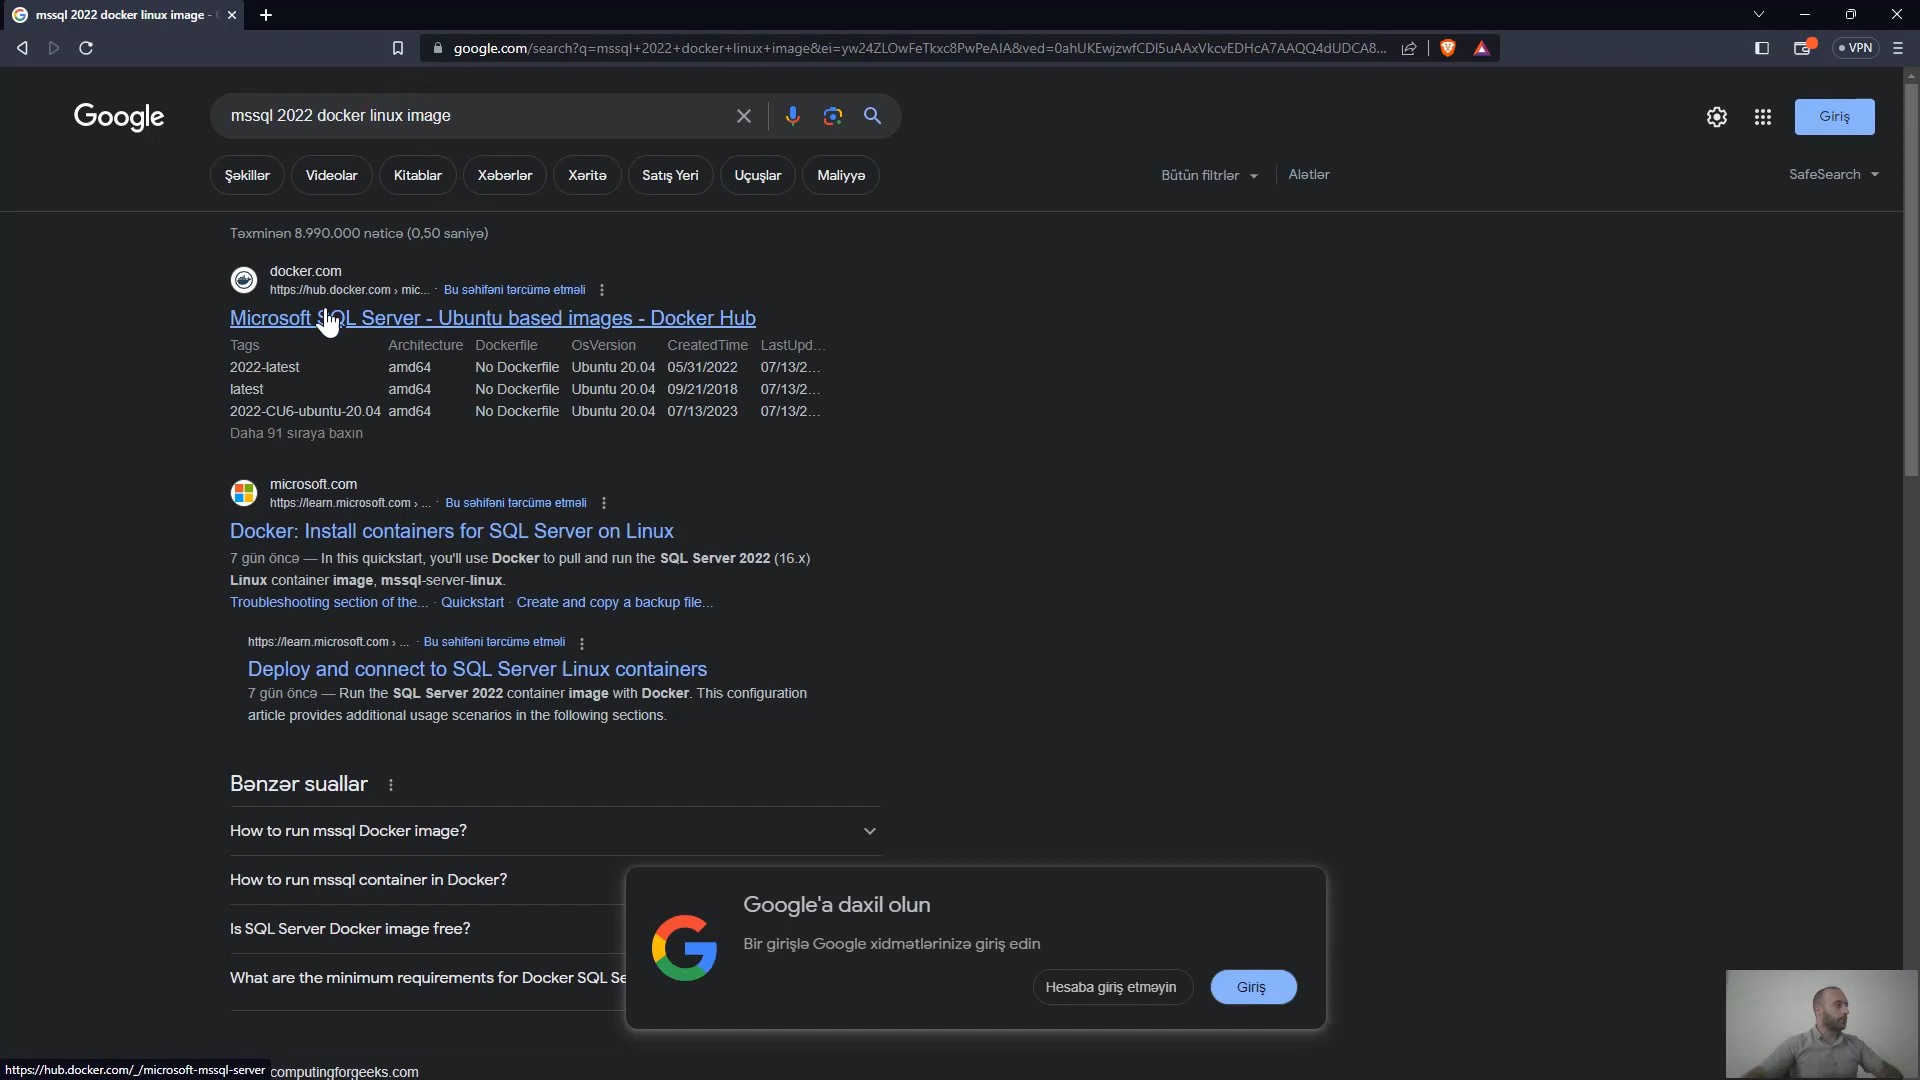 mssql 2022 docker linux image -
google.com/search?q=mssql+2022+docker+linux+image&ei=yw24ZLOwFeTkxc8PwPeAIA&ved=0ahUKEwjzwfCDI5uAAxVkcvEDHcA7AAQQ4dUDCA8...
VPN
Google
mssql 2022 docker linux image
Giriş
Şəkillər
Videolar
Kitablar
Xəbərlər
Xəritə
Satış Yeri
Uçuşlar
Maliyyə
Bütün filtrlər
Alətlər
SafeSearch
Təxminən 8.990.000 nəticə (0,50 saniyə)
docker.com
https://hub.docker.com › mic... · Bu səhifəni tərcümə etməli
Microsoft SQL Server - Ubuntu based images - Docker Hub
Tags Architecture Dockerfile OsVersion CreatedTime LastUpd...
2022-latest amd64 No Dockerfile Ubuntu 20.04 05/31/2022 07/13/2...
latest amd64 No Dockerfile Ubuntu 20.04 09/21/2018 07/13/2...
2022-CU6-ubuntu-20.04 amd64 No Dockerfile Ubuntu 20.04 07/13/2023 07/13/2...
Daha 91 sıraya baxın
microsoft.com
https://learn.microsoft.com › ... · Bu səhifəni tərcümə etməli
Docker: Install containers for SQL Server on Linux
7 gün öncə — In this quickstart, you'll use Docker to pull and run the SQL Server 2022 (16.x)
Linux container image, mssql-server-linux.
Troubleshooting section of the... · Quickstart · Create and copy a backup file...
https://learn.microsoft.com › ... · Bu səhifəni tərcümə etməli
Deploy and connect to SQL Server Linux containers
7 gün öncə — Run the SQL Server 2022 container image with Docker. This configuration
article provides additional usage scenarios in the following sections.
Bənzər suallar
How to run mssql Docker image?
How to run mssql container in Docker?
Is SQL Server Docker image free?
What are the minimum requirements for Docker SQL Se
Google'a daxil olun
Bir girişlə Google xidmətlərinizə giriş edin
Hesaba giriş etməyin
Giriş
https://hub.docker.com/_/microsoft-mssql-server
computingforgeeks.com